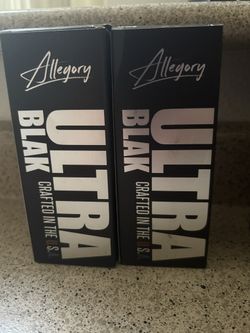 Allegory
ULTRA
BLAK
CRAFTED IN THE
Allegory
ULTRA
BLAK
CRAFTED IN THE